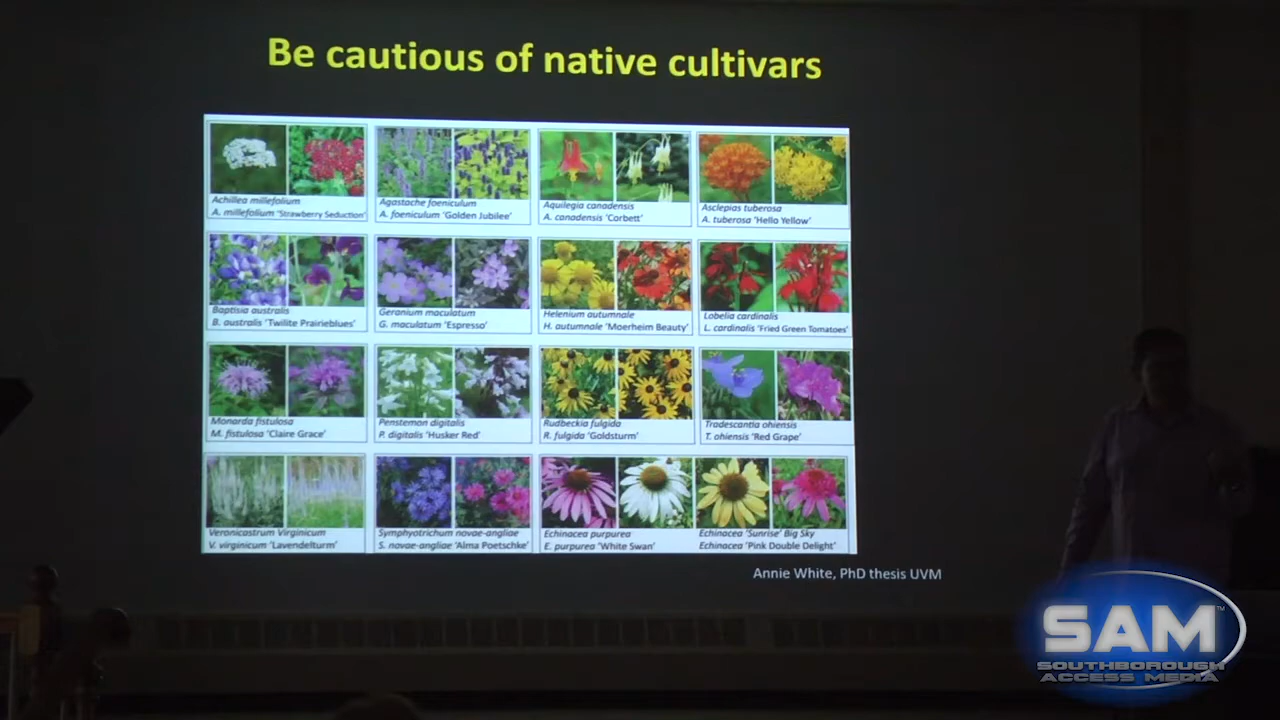 Be cautious of native cultivars
Achillea millefolium
A. millefolium 'Strawberry Seduction'
Agastache foeniculum
A. foeniculum 'Golden Jubilee'
Aquilegia canadensis
A. canadensis 'Corbett'
Asclepias tuberosa
A. tuberosa 'Hello Yellow'
Baptisia australis
B. australis 'Twilite Prairieblues'
Geranium maculatum
G. maculatum 'Espresso'
Helenium autumnale
H. autumnale 'Moerheim Beauty'
Lobelia cardinalis
L. cardinalis 'Fried Green Tomatoes'
Monarda fistulosa
M. fistulosa 'Claire Grace'
Penstemon digitalis
P. digitalis 'Husker Red'
Rudbeckia fulgida
R. fulgida 'Goldsturm'
Tradescantia ohiensis
T. ohiensis 'Red Grape'
Veronicastrum Virginicum
V. virginicum 'Lavendelturm'
Symphyotrichum novae-angliae
S. novae-angliae 'Alma Poetschke'
Echinacea purpurea
E. purpurea 'White Swan'
Echinacea 'Sunrise' Big Sky
Echinacea 'Pink Double Delight'
Annie White, PhD thesis UVM
SAM™
SOUTHBOROUGH
ACCESS MEDIA